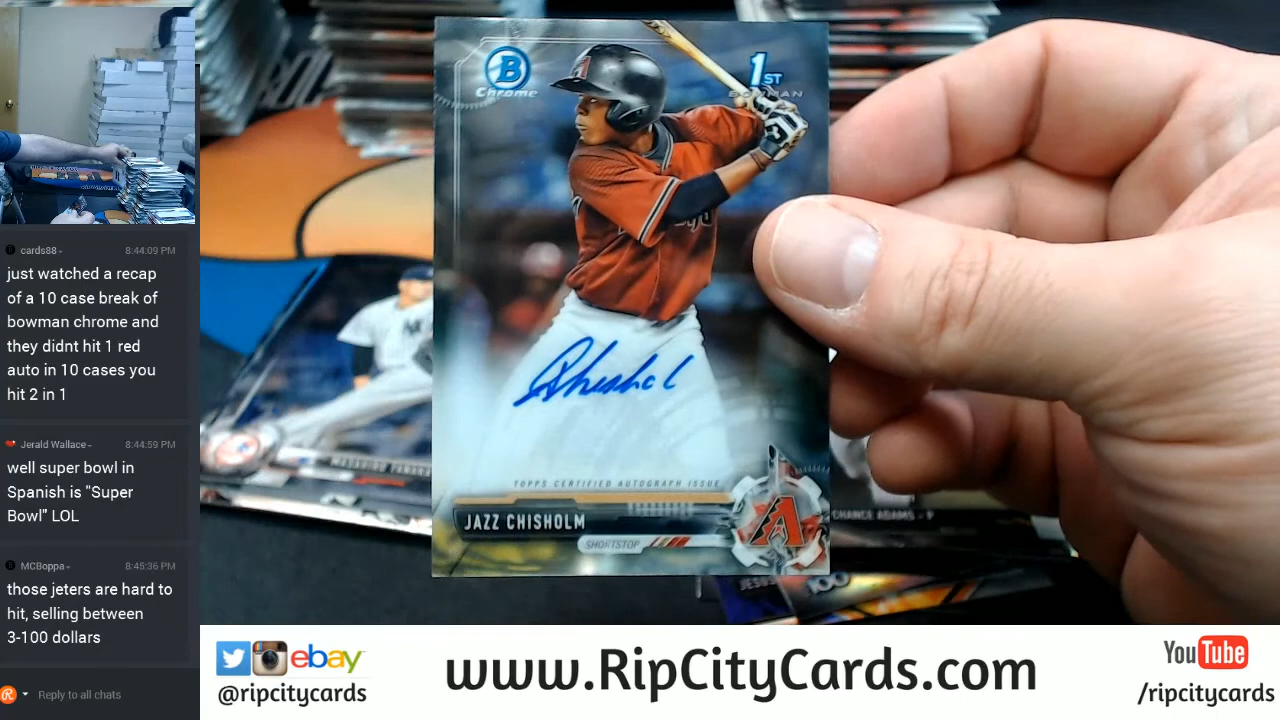 cards88
8:44:09 PM
just watched a recap
of a 10 case break of
bowman chrome and
they didnt hit 1 red
auto in 10 cases you
hit 2 in 1
Jerald Wallace
8:44:59 PM
well super bowl in
Spanish is "Super
Bowl" LOL
MCBoppa
8:45:36 PM
those jeters are hard to
hit, selling between
3-100 dollars
Reply to all chats
B
Chrome
1ST
BOWMAN
A
Chishol
TOPPS CERTIFIED AUTOGRAPH ISSUE
JAZZ CHISHOLM
SHORTSTOP
A
CHANCE ADAMS - P
100
ebay
@ripcitycards
www.RipCityCards.com
YouTube
/ripcitycards